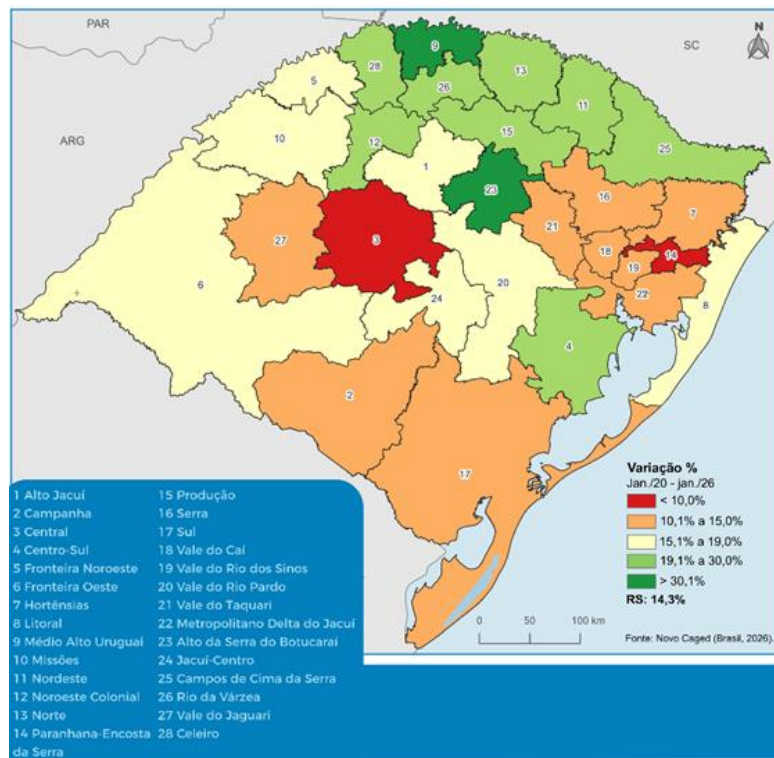 PAR
SC
N
ARG
9
28
13
5
26
11
10
12
15
25
1
23
16
7
21
27
3
18
14
19
6
20
24
22
8
4
2
17
Variação %
Jan./20 - jan./26
< 10,0%
10,1% a 15,0%
15,1% a 19,0%
19,1% a 30,0%
> 30,1%
RS: 14,3%
0 50 100 km
Fonte: Novo Caged (Brasil, 2026).
1 Alto Jacuí
2 Campanha
3 Central
4 Centro-Sul
5 Fronteira Noroeste
6 Fronteira Oeste
7 Hortênsias
8 Litoral
9 Médio Alto Uruguai
10 Missões
11 Nordeste
12 Noroeste Colonial
13 Norte
14 Paranhana-Encosta
da Serra
15 Produção
16 Serra
17 Sul
18 Vale do Caí
19 Vale do Rio dos Sinos
20 Vale do Rio Pardo
21 Vale do Taquari
22 Metropolitano Delta do Jacuí
23 Alto da Serra do Botucaraí
24 Jacuí-Centro
25 Campos de Cima da Serra
26 Rio da Várzea
27 Vale do Jaguari
28 Celeiro